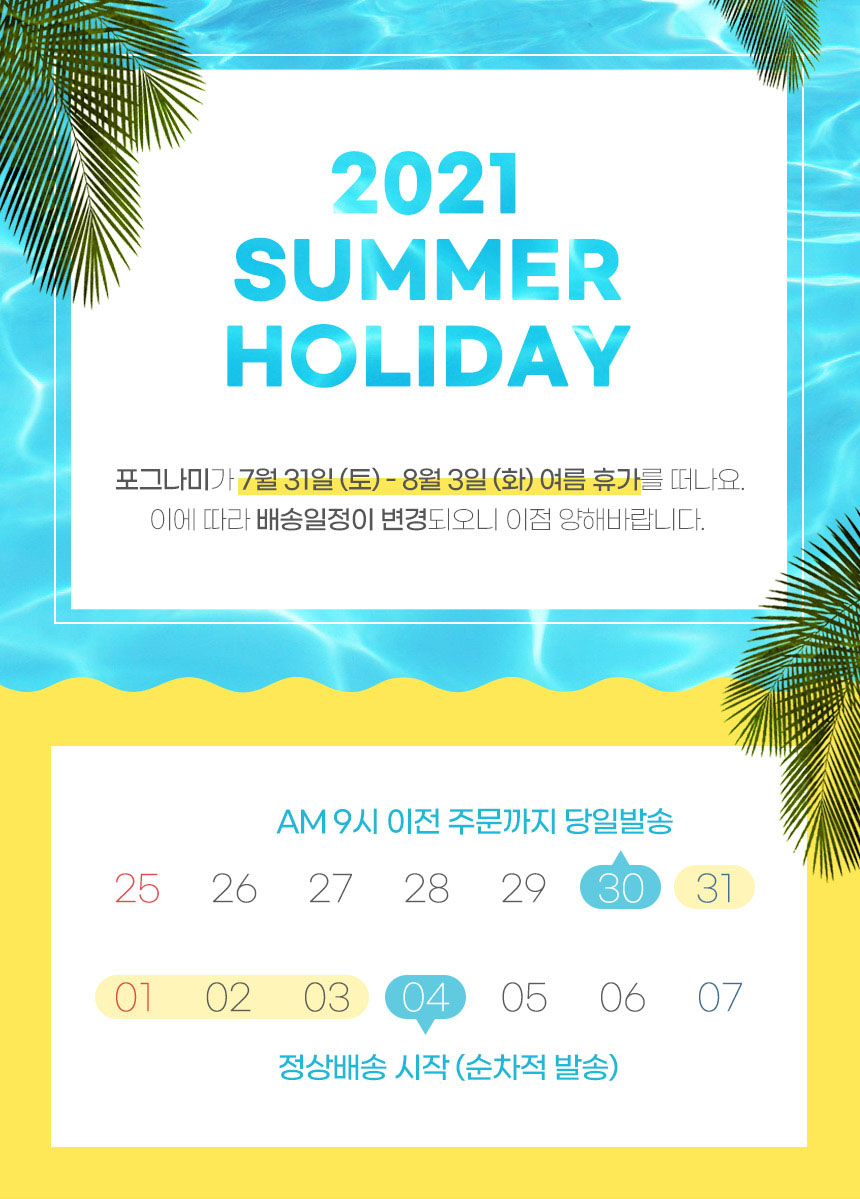 2021
SUMMER
HOLIDAY
포그나미가 7월 31일 (토) - 8월 3일 (화) 여름 휴가를 떠나요.
이에 따라 배송일정이 변경되오니 이점 양해바랍니다.
AM 9시 이전 주문까지 당일발송
25 26 27 28 29 30 31
01 02 03 04 05 06 07
정상배송 시작 (순차적 발송)